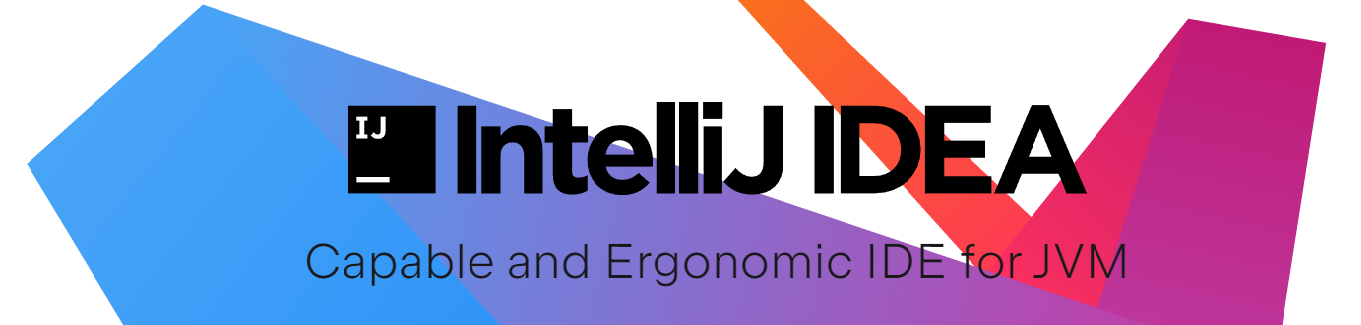 IJ
IntelliJ IDEA
Capable and Ergonomic IDE for JVM